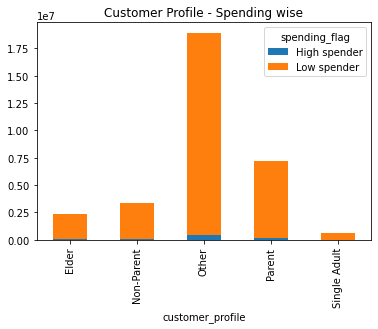 Customer Profile - Spending wise
1e7
spending_flag
High spender
Low spender
1.75
1.50
1.25
1.00
0.75
0.50
0.25
0.00
Elder
Non-Parent
Other
Parent
Single Adult
customer_profile